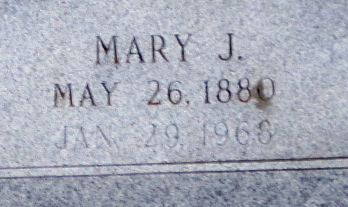 MARY J.
MAY 26, 1880
JAN. 29, 1968